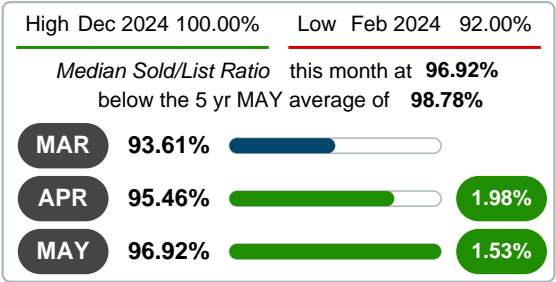 High Dec 2024 100.00% Low Feb 2024 92.00%
Median Sold/List Ratio this month at 96.92%
below the 5 yr MAY average of 98.78%
MAR 93.61%
APR 95.46% 1.98%
MAY 96.92% 1.53%